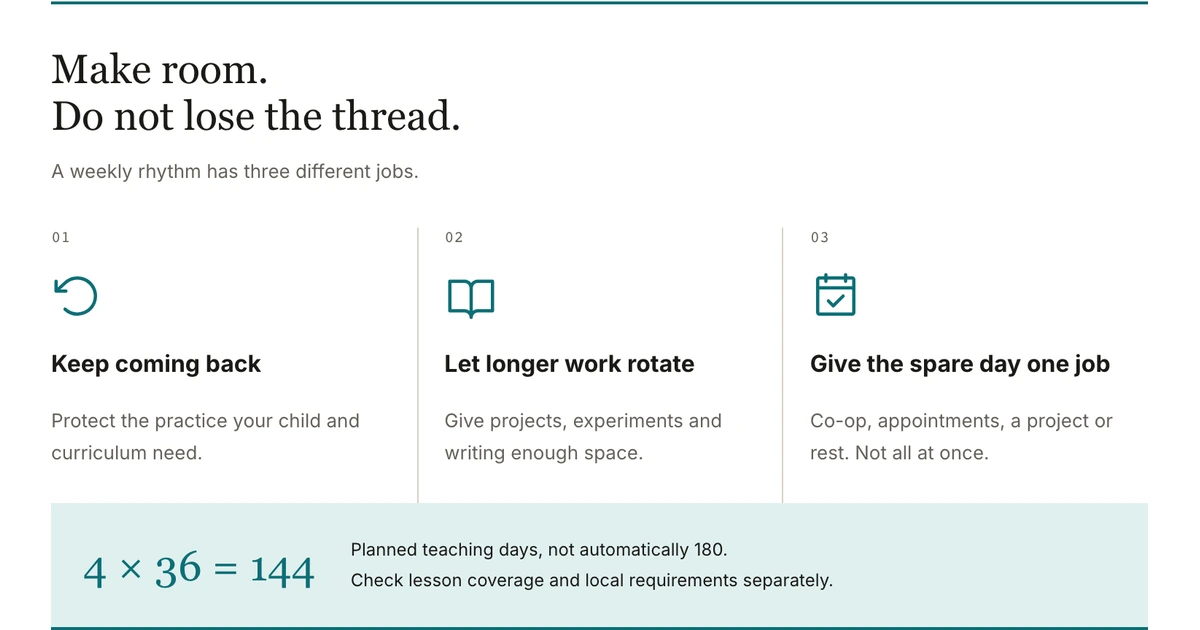 Make room.
Do not lose the thread.
A weekly rhythm has three different jobs.
01
Keep coming back
Protect the practice your child and
curriculum need.
02
Let longer work rotate
Give projects, experiments and
writing enough space.
03
Give the spare day one job
Co-op, appointments, a project or
rest. Not all at once.
4 × 36 = 144
Planned teaching days, not automatically 180.
Check lesson coverage and local requirements separately.